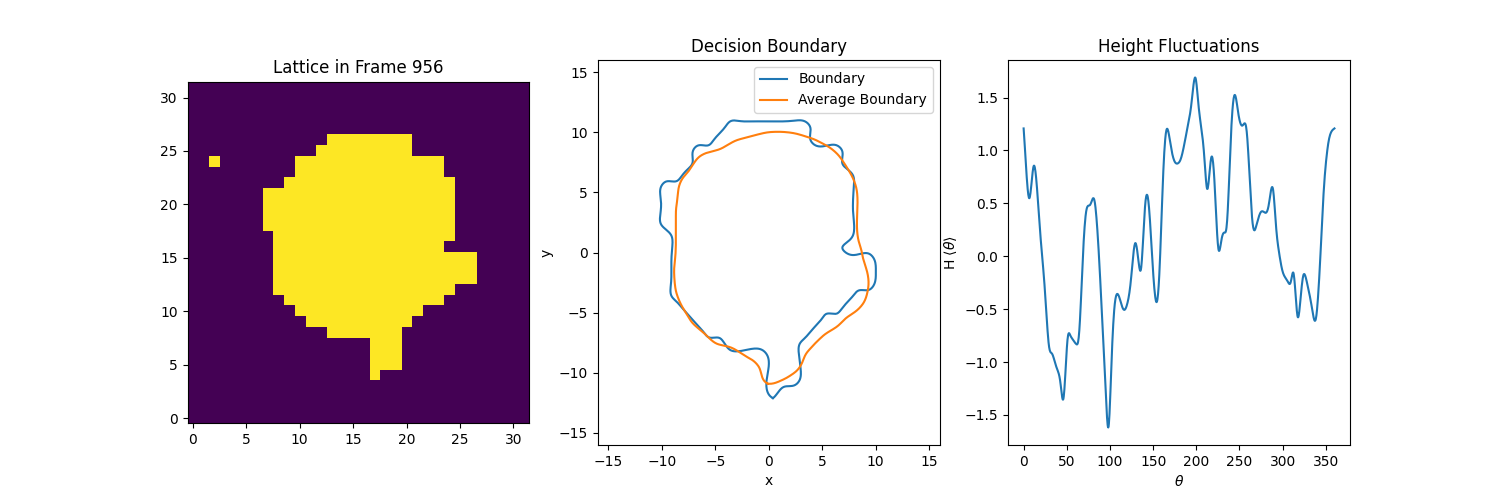 Lattice in Frame 956
30
25
20
15
10
5
0
0 5 10 15 20 25 30
Decision Boundary
Boundary
Average Boundary
y
15
10
5
0
−5
−10
−15
−15 −10 −5 0 5 10 15
x
Height Fluctuations
H ⟨θ⟩
1.5
1.0
0.5
0.0
−0.5
−1.0
−1.5
0 50 100 150 200 250 300 350
θ